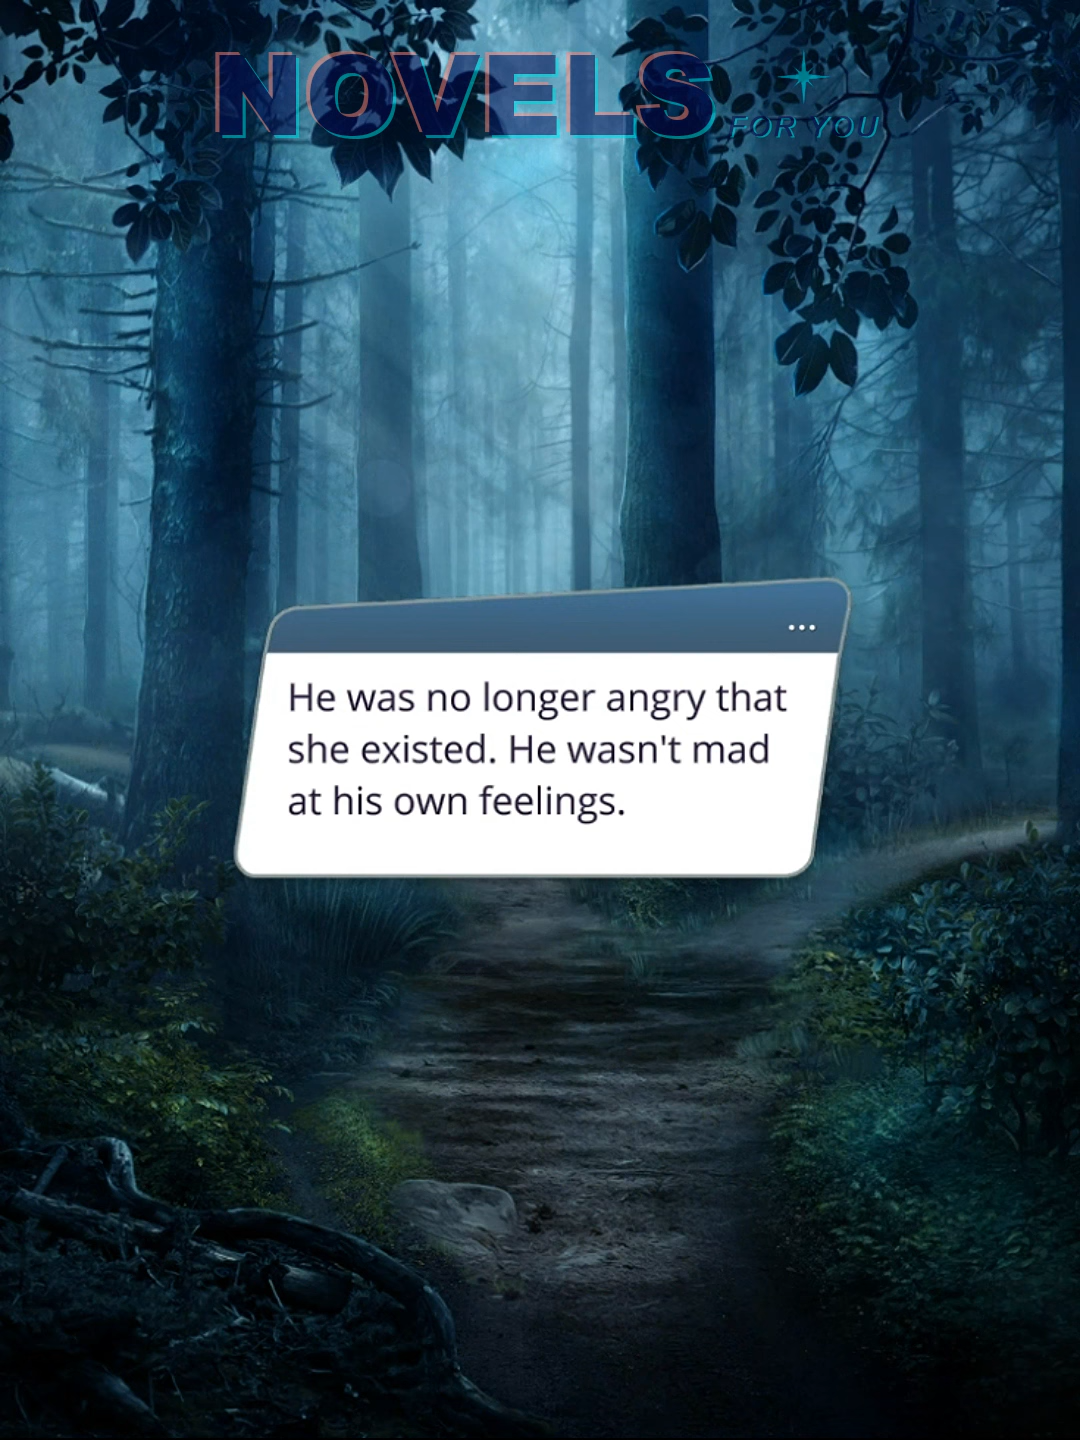 NOVELS
FOR YOU
He was no longer angry that
she existed. He wasn't mad
at his own feelings.